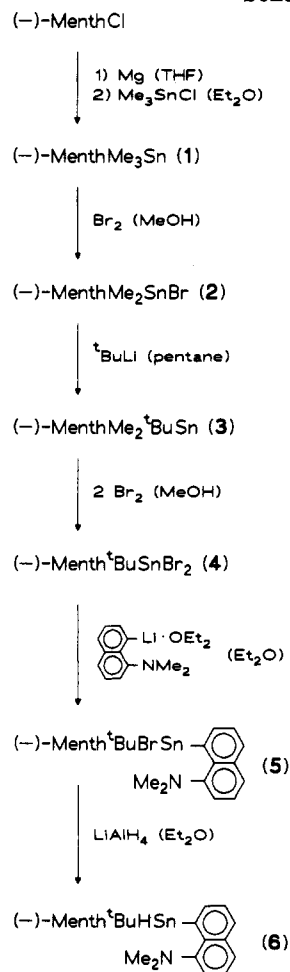 (−)-MenthCl
1) Mg (THF)
2) Me₃SnCl (Et₂O)
(−)-MenthMe₃Sn (1)
Br₂ (MeOH)
(−)-MenthMe₂SnBr (2)
ᵗBuLi (pentane)
(−)-MenthMe₂ᵗBuSn (3)
2 Br₂ (MeOH)
(−)-MenthᵗBuSnBr₂ (4)
Li · OEt₂
(Et₂O)
NMe₂
(−)-MenthᵗBuBrSn
(5)
Me₂N
LiAlH₄ (Et₂O)
(−)-MenthᵗBuHSn
(6)
Me₂N